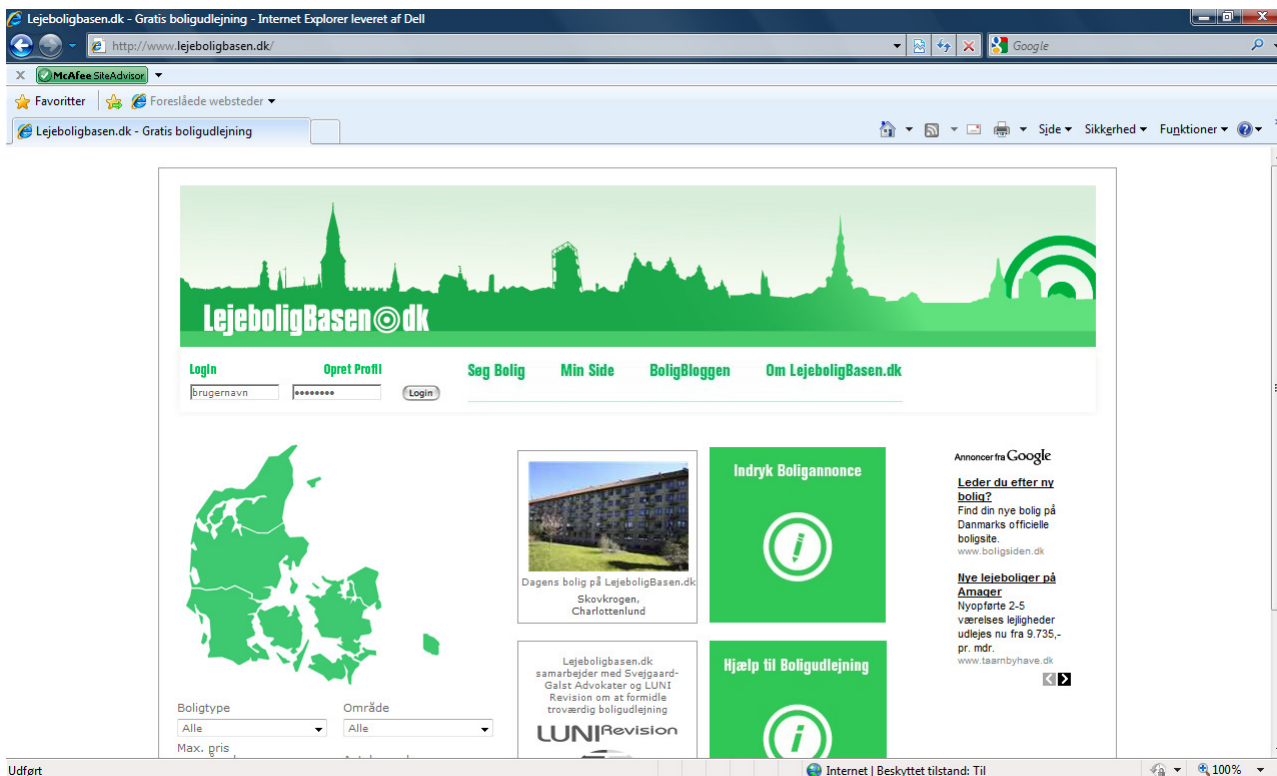 Lejeboligbasen.dk - Gratis boligudlejning - Internet Explorer leveret af Dell
http://www.lejeboligbasen.dk/
Google
X McAfee SiteAdvisor
Favoritter Foreslåede websteder
Lejeboligbasen.dk - Gratis boligudlejning
Side Sikkerhed Funktioner
LejeboligBasen dk
Login Opret Profil
brugernavn •••••••• Login
Søg Bolig Min Side BoligBloggen Om LejeboligBasen.dk
Dagens bolig på LejeboligBasen.dk
Skovkrogen,
Charlottenlund
Indryk Boligannonce
Annoncer fra Google
Leder du efter ny
bolig?
Find din nye bolig på
Danmarks officielle
boligsite.
www.boligsiden.dk
Nye lejeboliger på
Amager
Nyopførte 2-5
værelses lejligheder
udlejes nu fra 9.735,-
pr. mdr.
www.taarnbyhave.dk
Lejeboligbasen.dk
samarbejder med Svejgaard-
Galst Advokater og LUNI
Revision om at formidle
troværdig boligudlejning
LUNIRevision
Hjælp til Boligudlejning
Boligtype Område
Alle Alle
Max. pris
Udført
Internet | Beskyttet tilstand: Til
100%